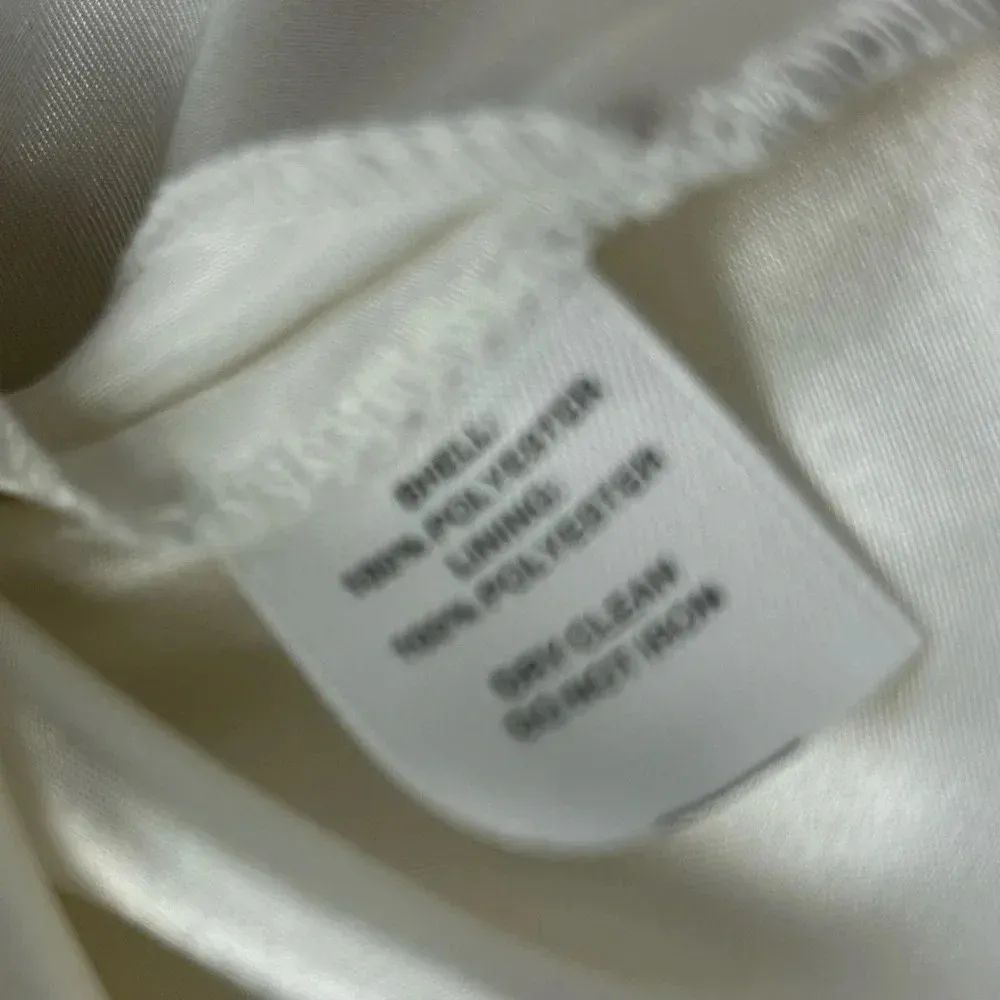 SHELL:
100% POLYESTER
LINING:
100% POLYESTER
DRY CLEAN
DO NOT IRON